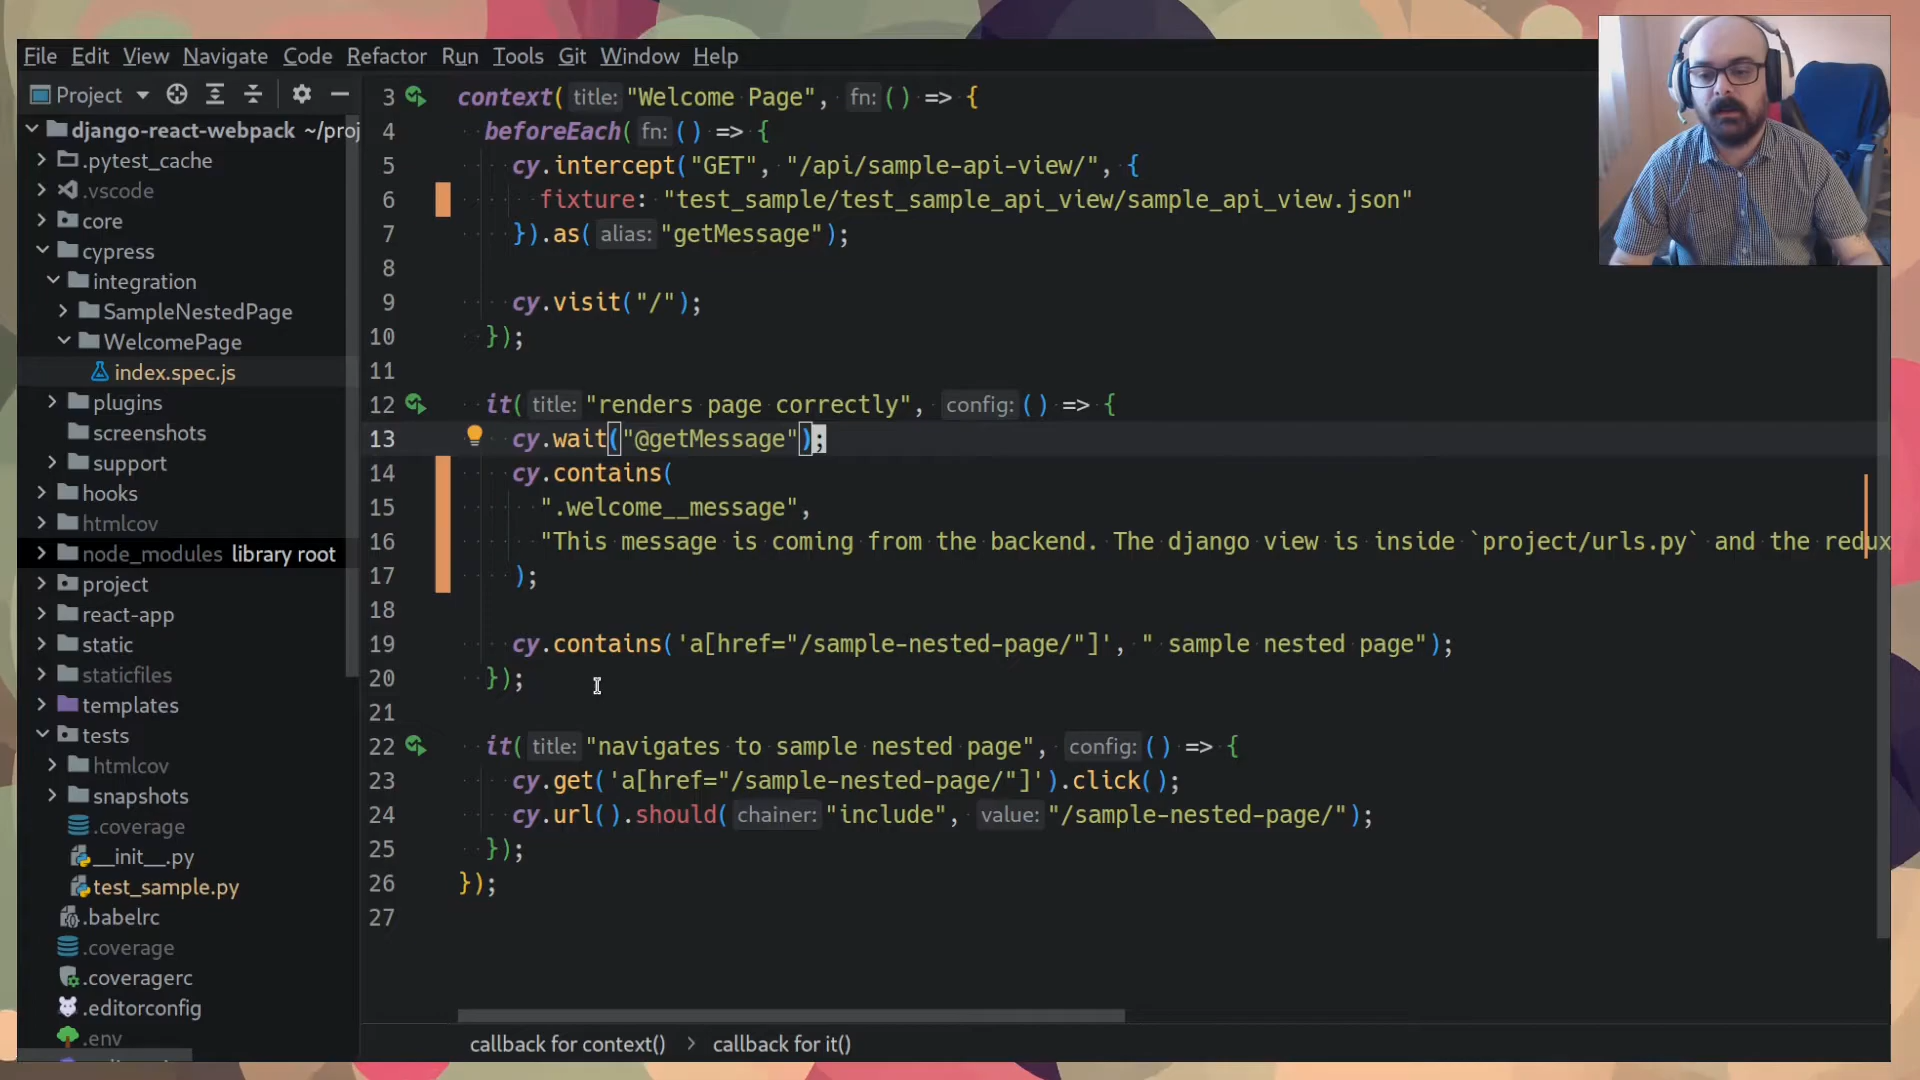 File Edit View Navigate Code Refactor Run Tools Git Window Help
Project
django-react-webpack ~/proj
.pytest_cache
.vscode
core
cypress
integration
SampleNestedPage
WelcomePage
index.spec.js
plugins
screenshots
support
hooks
htmlcov
node_modules library root
project
react-app
static
staticfiles
templates
tests
htmlcov
snapshots
.coverage
__init__.py
test_sample.py
.babelrc
.coverage
.coveragerc
.editorconfig
.env
3 context( title: "Welcome Page", fn: () => {
4 beforeEach( fn: () => {
5 cy.intercept("GET", "/api/sample-api-view/", {
6 fixture: "test_sample/test_sample_api_view/sample_api_view.json"
7 }).as( alias: "getMessage");
8
9 cy.visit("/");
10 });
11
12 it( title: "renders page correctly", config: () => {
13 cy.wait("@getMessage");
14 cy.contains(
15 ".welcome__message",
16 "This message is coming from the backend. The django view is inside `project/urls.py` and the redux
17 );
18
19 cy.contains('a[href="/sample-nested-page/"]', " sample nested page");
20 });
21
22 it( title: "navigates to sample nested page", config: () => {
23 cy.get('a[href="/sample-nested-page/"]').click();
24 cy.url().should( chainer: "include", value: "/sample-nested-page/");
25 });
26 });
27
callback for context() > callback for it()